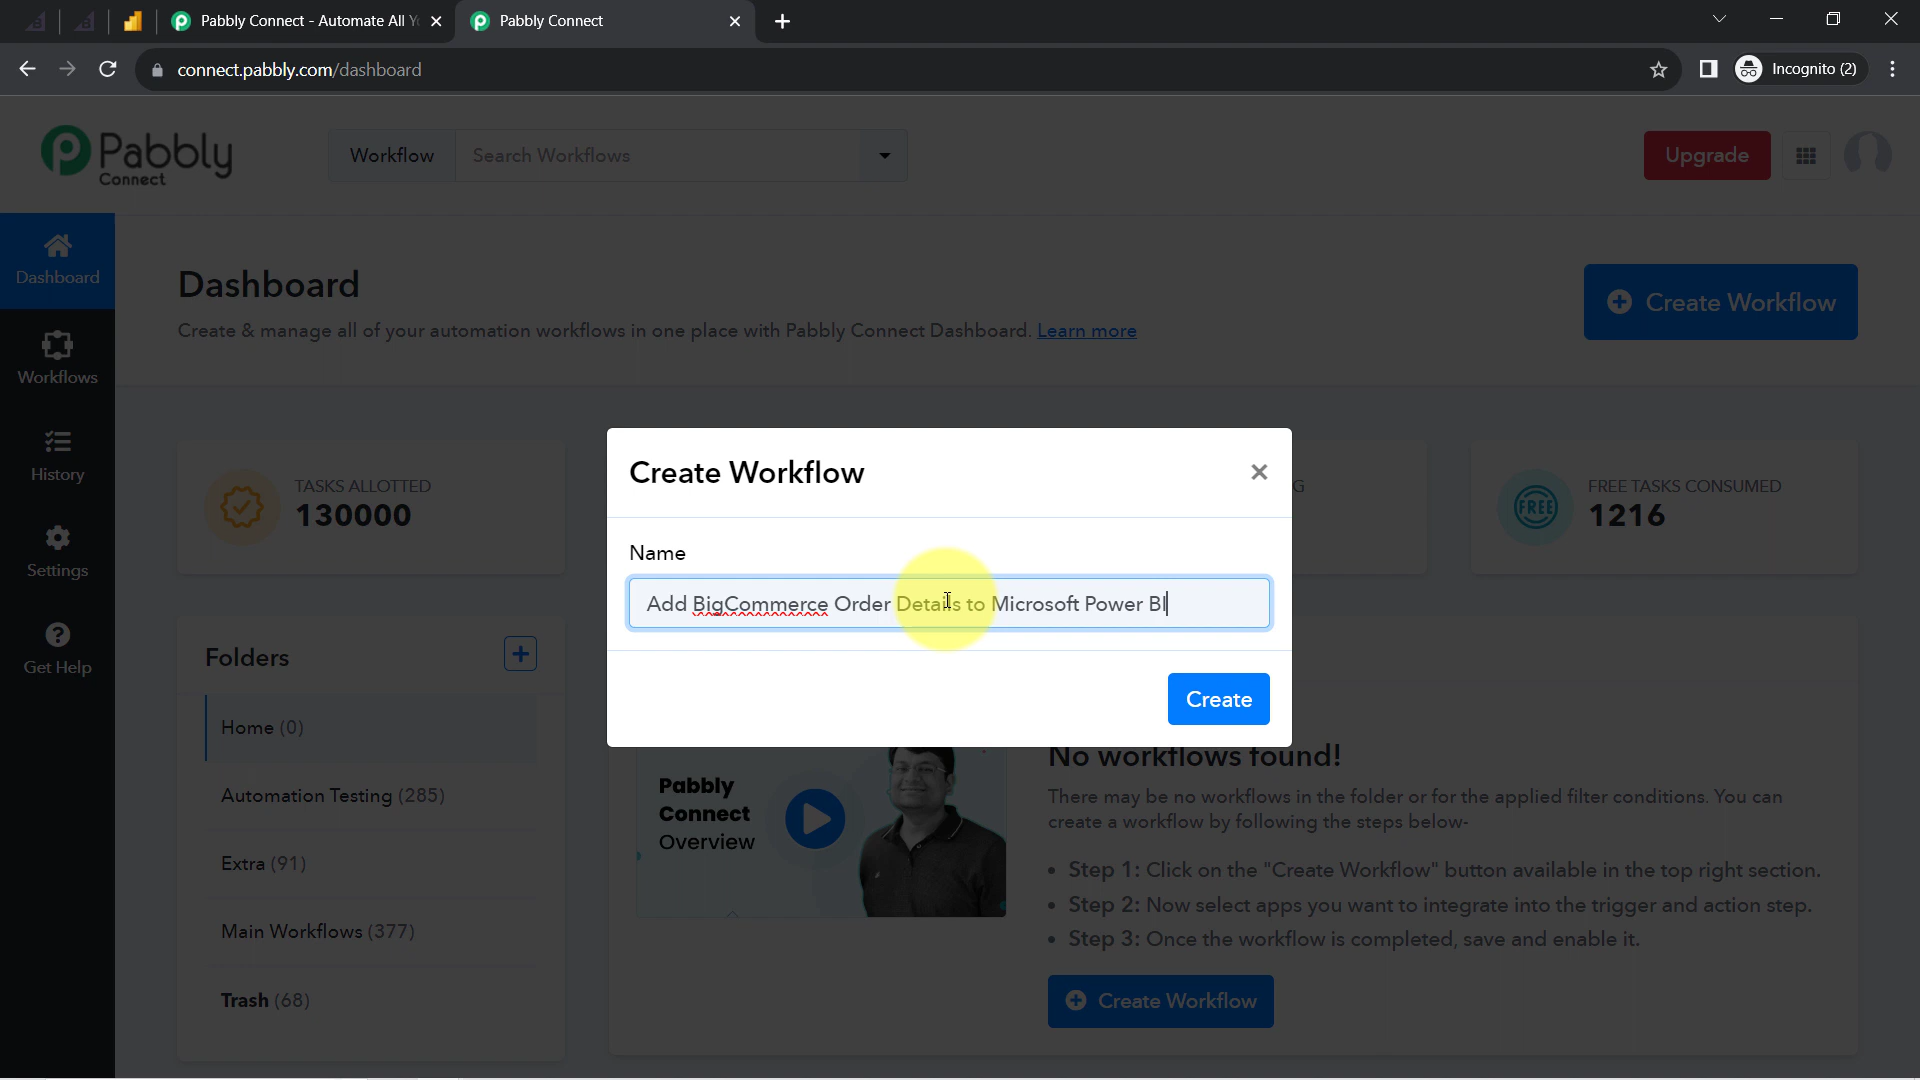 Pabbly Connect - Automate All Y
Pabbly Connect
connect.pabbly.com/dashboard
Incognito (2)
Pabbly
Connect
Workflow
Search Workflows
Upgrade
Dashboard
Workflows
History
Settings
Get Help
Dashboard
Create & manage all of your automation workflows in one place with Pabbly Connect Dashboard. Learn more
Create Workflow
TASKS ALLOTTED
130000
G
FREE
FREE TASKS CONSUMED
1216
Create Workflow
Name
Add BigCommerce Order Details to Microsoft Power BI
Create
Folders
Home (0)
Automation Testing (285)
Extra (91)
Main Workflows (377)
Trash (68)
Pabbly
Connect
Overview
No workflows found!
There may be no workflows in the folder or for the applied filter conditions. You can
create a workflow by following the steps below-
• Step 1: Click on the "Create Workflow" button available in the top right section.
• Step 2: Now select apps you want to integrate into the trigger and action step.
• Step 3: Once the workflow is completed, save and enable it.
Create Workflow